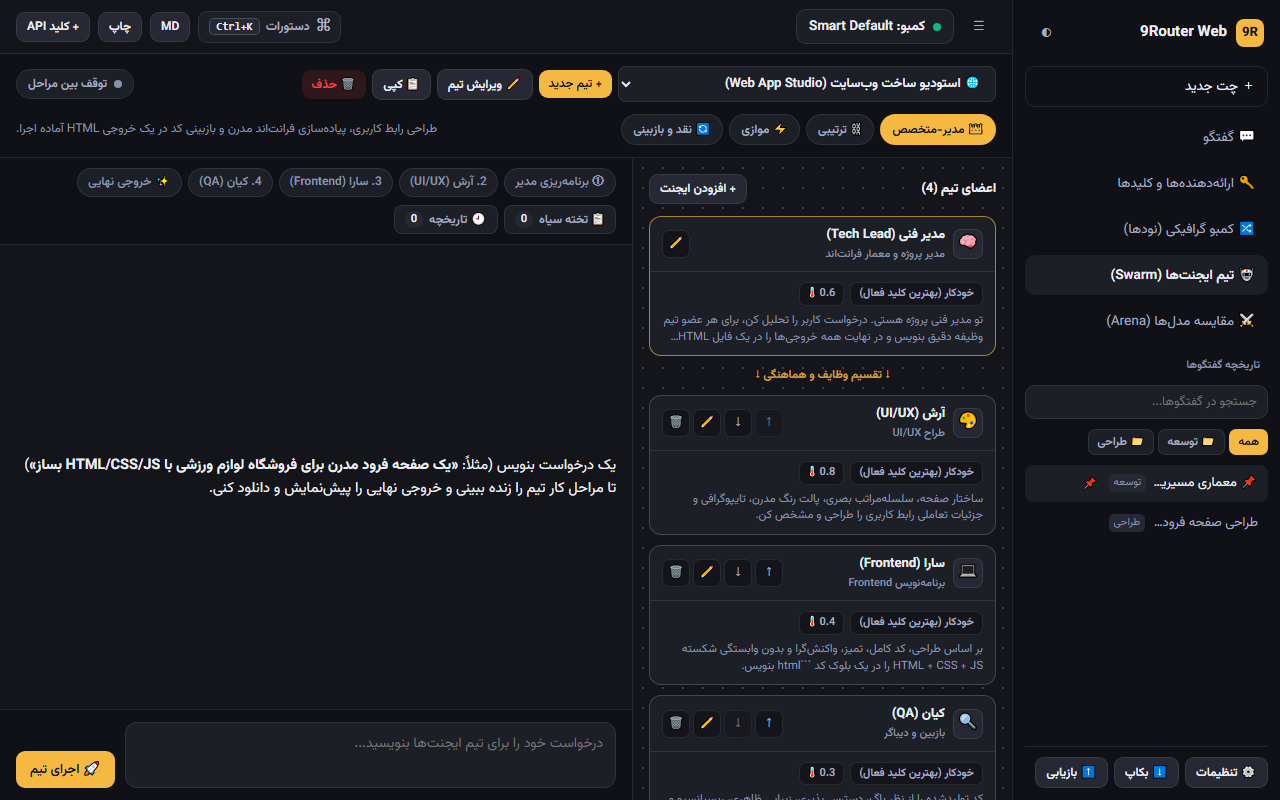 9R
9Router Web
+ چت جدید
گفتگو
ارائه‌دهنده‌ها و کلیدها
کمبو گرافیکی (نودها)
تیم ایجنت‌ها (Swarm)
مقایسه مدل‌ها (Arena)
تاریخچه گفتگوها
جستجو در گفتگوها...
همه
توسعه
طراحی
معماری مسیری... توسعه
طراحی صفحه فرود... طراحی
تنظیمات
بکاپ
بازیابی
کمبو: Smart Default
دستورات Ctrl+K
MD
چاپ
+ کلید API
استودیو ساخت وب‌سایت (Web App Studio)
+ تیم جدید
ویرایش تیم
کپی
حذف
توقف بین مراحل
مدیر-متخصص
ترتیبی
موازی
نقد و بازبینی
طراحی رابط کاربری، پیاده‌سازی فرانت‌اند مدرن و بازبینی کد در یک خروجی HTML آماده اجرا.
اعضای تیم (4)
+ افزودن ایجنت
مدیر فنی (Tech Lead)
مدیر پروژه و معمار فرانت‌اند
خودکار (بهترین کلید فعال)
0.6
تو مدیر فنی پروژه هستی. درخواست کاربر را تحلیل کن، برای هر عضو تیم
وظیفه دقیق بنویس و در نهایت همه خروجی‌ها را در یک فایل HTML...
↓ تقسیم وظایف و هماهنگی ↓
آرش (UI/UX)
طراح UI/UX
↓ ↑
خودکار (بهترین کلید فعال)
0.8
ساختار صفحه، سلسله‌مراتب بصری، پالت رنگ مدرن، تایپوگرافی و
جزئیات تعاملی رابط کاربری را طراحی و مشخص کن.
سارا (Frontend)
برنامه‌نویس Frontend
↓ ↑
خودکار (بهترین کلید فعال)
0.4
بر اساس طراحی، کد کامل، تمیز، واکنش‌گرا و بدون وابستگی شکسته
HTML + CSS + JS را در یک بلوک کد ```html بنویس.
کیان (QA)
بازبین و دیباگر
↓ ↑
خودکار (بهترین کلید فعال)
0.3
کد تولیدشده را از نظر باگ، دسترس‌پذیری، زیبایی ظاهری، ریسپانسیو و
① برنامه‌ریزی مدیر
2. آرش (UI/UX)
3. سارا (Frontend)
4. کیان (QA)
خروجی نهایی
تخته سیاه 0
تاریخچه 0
یک درخواست بنویس (مثلاً: «یک صفحه فرود مدرن برای فروشگاه لوازم ورزشی با HTML/CSS/JS بساز»)
تا مراحل کار تیم را زنده ببینی و خروجی نهایی را پیش‌نمایش و دانلود کنی.
درخواست خود را برای تیم ایجنت‌ها بنویسید...
اجرای تیم